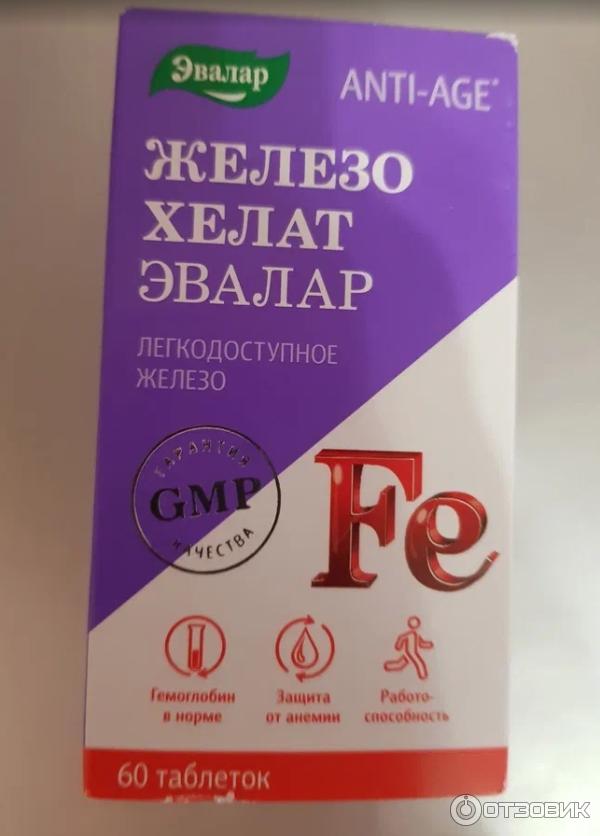 Эвалар
ANTI-AGE*
ЖЕЛЕЗО
ХЕЛАТ
ЭВАЛАР
ЛЕГКОДОСТУПНОЕ
ЖЕЛЕЗО
ГАРАНТИЯ
GMP
КАЧЕСТВА
Fe
Гемоглобин
в норме
Защита
от анемии
Работо-
способность
60 таблеток
ОТЗОВИК